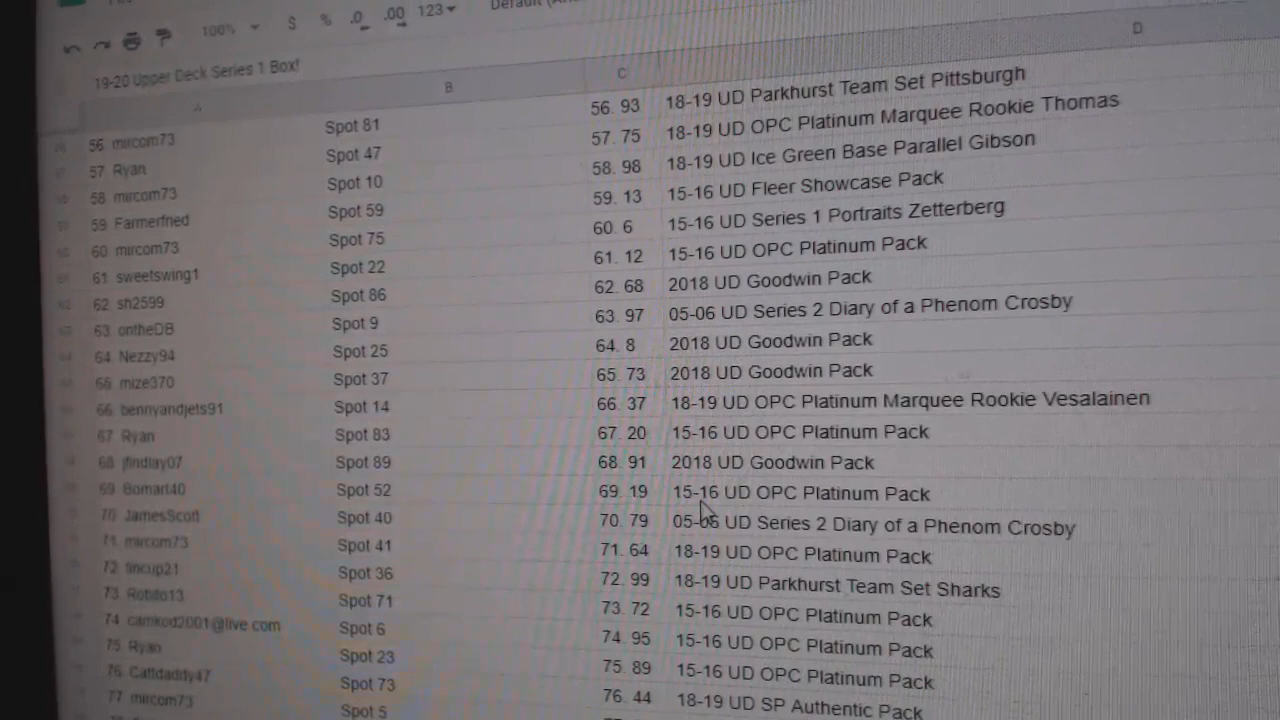 100% $ % .0 .00 123 Default
19-20 Upper Deck Series 1 Box!
A B C D
56 mircom73 Spot 81 56. 93 18-19 UD Parkhurst Team Set Pittsburgh
57 Ryan Spot 47 57. 75 18-19 UD OPC Platinum Marquee Rookie Thomas
58 mircom73 Spot 10 58. 98 18-19 UD Ice Green Base Parallel Gibson
59 Farmerfned Spot 59 59. 13 15-16 UD Fleer Showcase Pack
60 mircom73 Spot 75 60. 6 15-16 UD Series 1 Portraits Zetterberg
61 sweetswing1 Spot 22 61. 12 15-16 UD OPC Platinum Pack
62 sh2599 Spot 86 62. 68 2018 UD Goodwin Pack
63 ontheDB Spot 9 63. 97 05-06 UD Series 2 Diary of a Phenom Crosby
64 Nezzy94 Spot 25 64. 8 2018 UD Goodwin Pack
mize370 Spot 37 65. 73 2018 UD Goodwin Pack
66 bennyandjets91 Spot 14 66. 37 18-19 UD OPC Platinum Marquee Rookie Vesalainen
67 Ryan Spot 83 67. 20 15-16 UD OPC Platinum Pack
68 jfindlay07 Spot 89 68. 91 2018 UD Goodwin Pack
69 Bomart40 Spot 52 69. 19 15-16 UD OPC Platinum Pack
70 JamesScott Spot 40 70. 79 05-06 UD Series 2 Diary of a Phenom Crosby
71 mircom73 Spot 41 71. 64 18-19 UD OPC Platinum Pack
72 Spot 36 72. 99 18-19 UD Parkhurst Team Set Sharks
73 Robito13 Spot 71 73. 72 15-16 UD OPC Platinum Pack
74 camkod2001@live.com Spot 6 74. 95 15-16 UD OPC Platinum Pack
75 Ryan Spot 23 75. 89 15-16 UD OPC Platinum Pack
76 Catfdaddy47 Spot 73 76. 44 18-19 UD SP Authentic Pack
77 mircom73 Spot 5